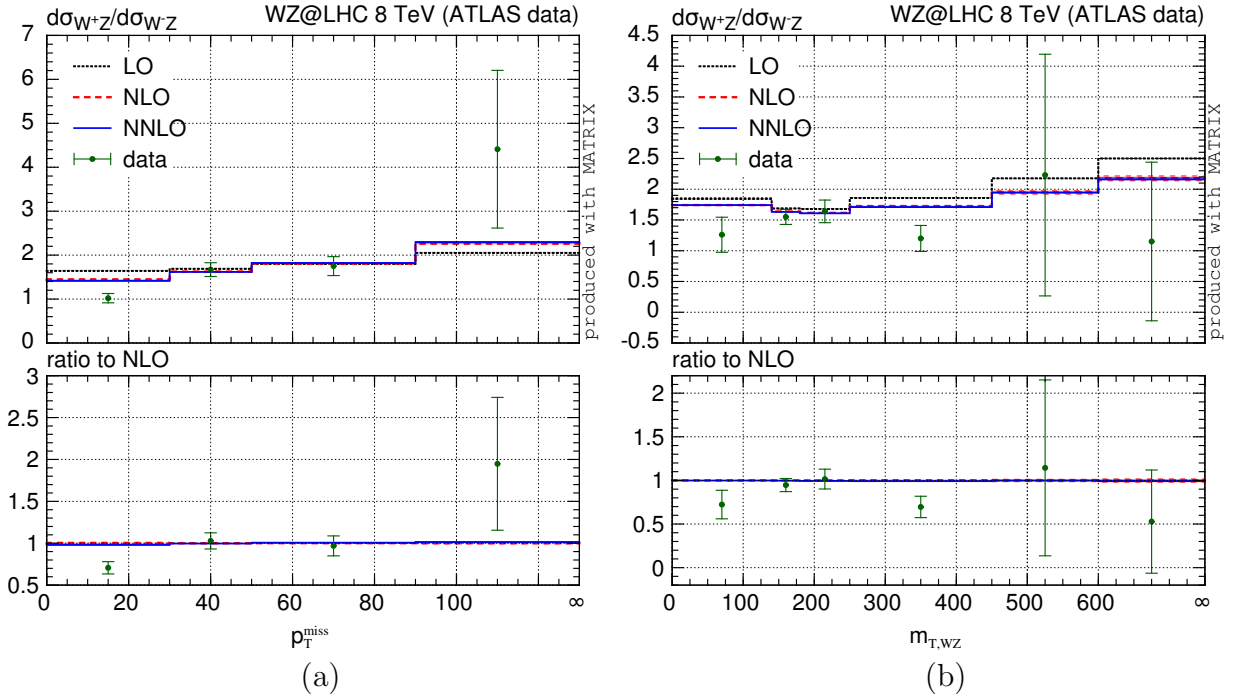 dσW+Z/dσW-Z WZ@LHC 8 TeV (ATLAS data)
7
6
5
4
3
2
1
0
LO
NLO
NNLO
data
produced with MATRIX
ratio to NLO
3
2.5
2
1.5
1
0.5
0 20 40 60 80 100 ∞
pTmiss
(a)
dσW+Z/dσW-Z WZ@LHC 8 TeV (ATLAS data)
4.5
4
3.5
3
2.5
2
1.5
1
0.5
0
-0.5
LO
NLO
NNLO
data
produced with MATRIX
ratio to NLO
2
1.5
1
0.5
0
0 100 200 300 400 500 600 ∞
mT,WZ
(b)